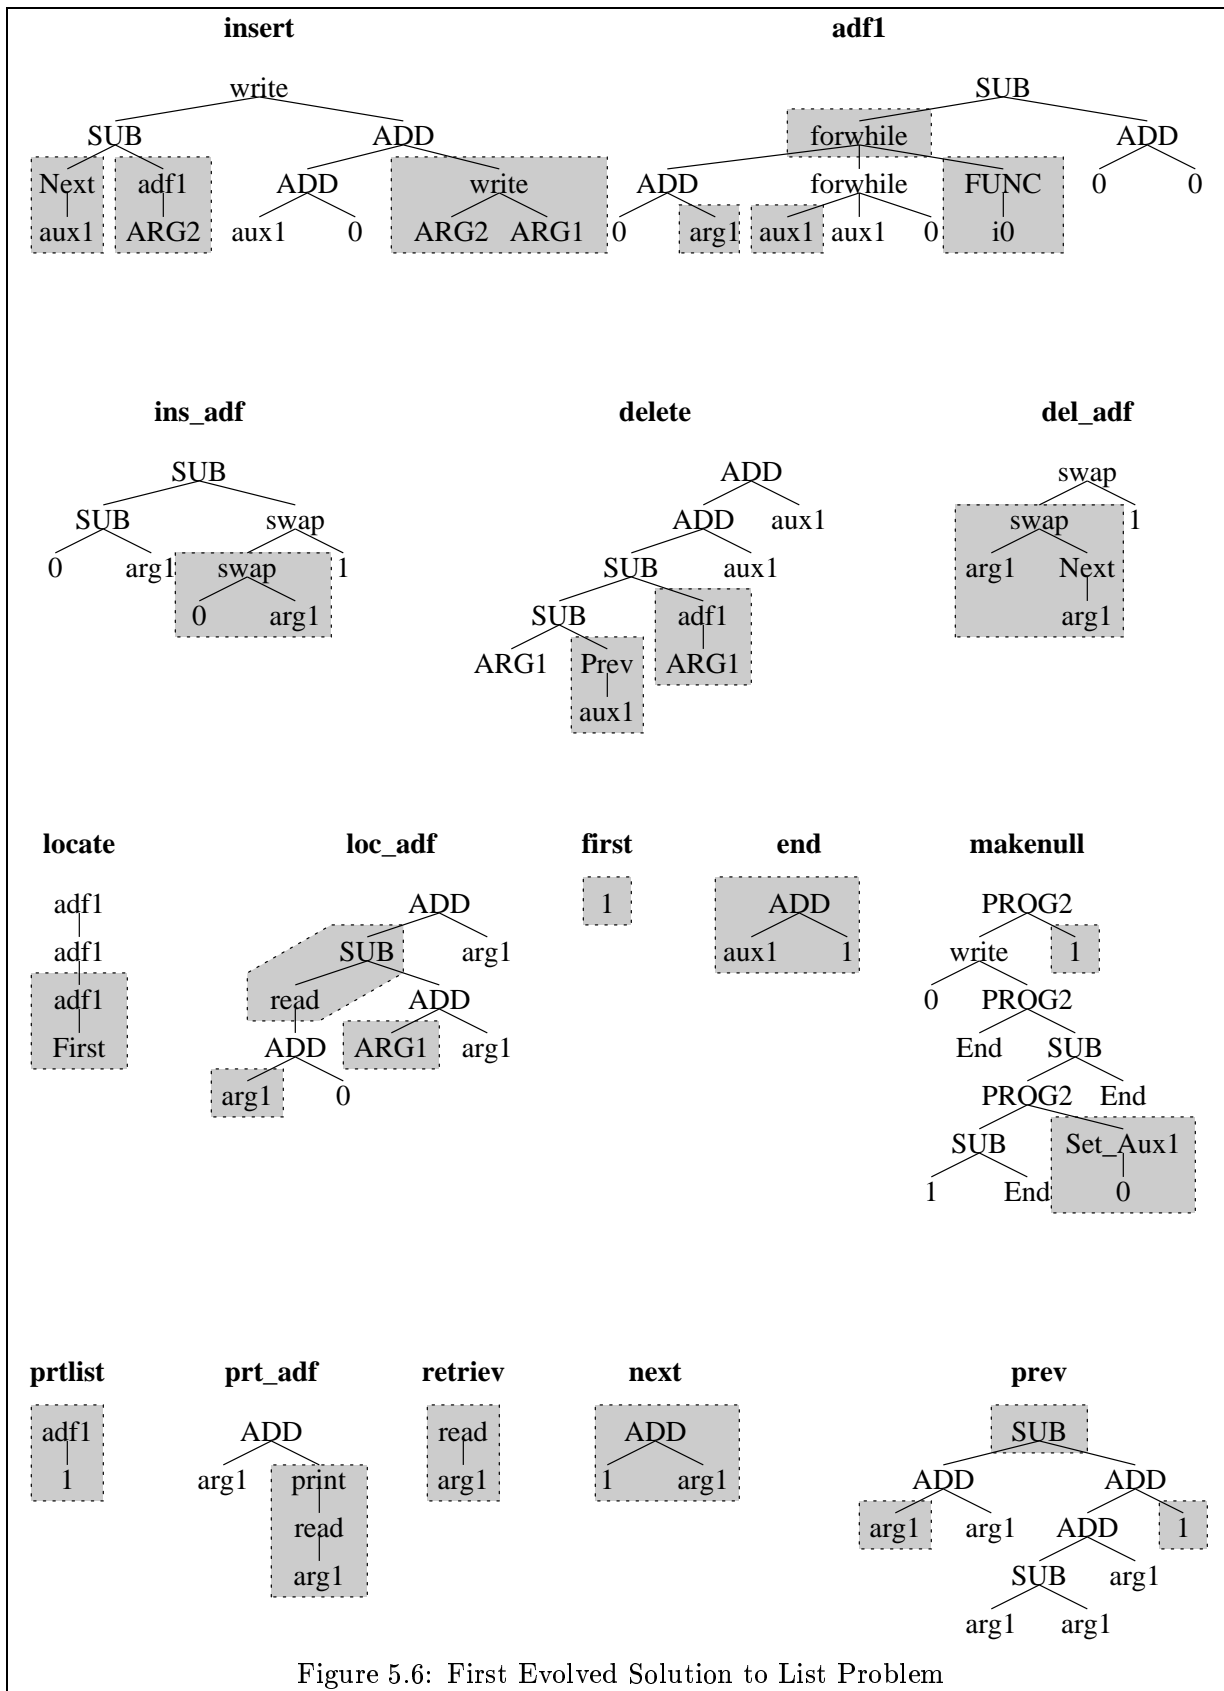 insert adf1
write SUB
SUB ADD forwhile ADD
Next adf1 ADD write ADD forwhile FUNC 0 0
aux1 ARG2 aux1 0 ARG2 ARG1 0 arg1 aux1 aux1 0 i0
ins_adf delete del_adf
SUB ADD swap
SUB swap ADD aux1 swap 1
0 arg1 swap 1 SUB aux1 arg1 Next
0 arg1 SUB adf1 arg1
ARG1 Prev ARG1
aux1
locate loc_adf first end makenull
adf1 ADD 1 ADD PROG2
adf1 SUB arg1 aux1 1 write 1
adf1 read ADD 0 PROG2
First ADD ARG1 arg1 End SUB
arg1 0 PROG2 End
SUB Set_Aux1
1 End 0
prtlist prt_adf retriev next prev
adf1 ADD read ADD SUB
1 arg1 print arg1 1 arg1 ADD ADD
read arg1 arg1 ADD 1
arg1 SUB arg1
arg1 arg1
Figure 5.6: First Evolved Solution to List Problem